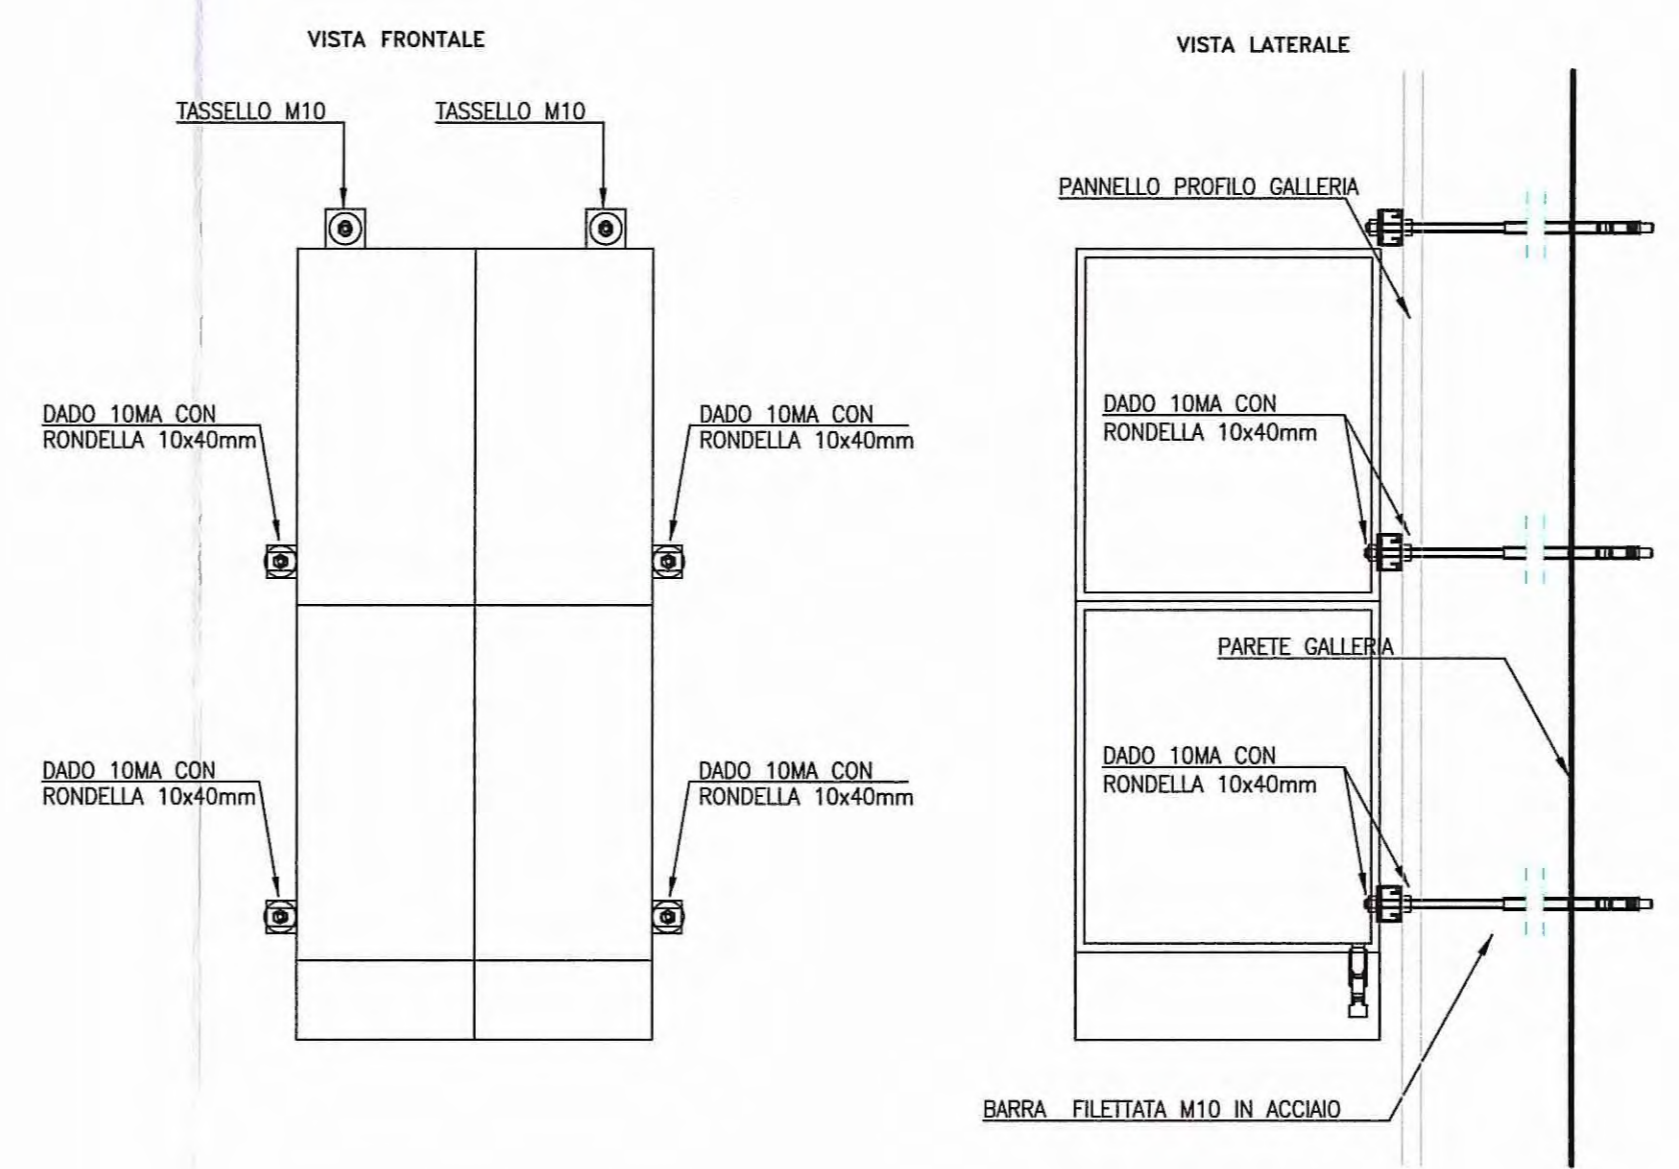 VISTA FRONTALE
TASSELLO M10
TASSELLO M10
DADO 10MA CON
RONDELLA 10x40mm
DADO 10MA CON
RONDELLA 10x40mm
DADO 10MA CON
RONDELLA 10x40mm
DADO 10MA CON
RONDELLA 10x40mm
VISTA LATERALE
PANNELLO PROFILO GALLERIA
DADO 10MA CON
RONDELLA 10x40mm
PARETE GALLERIA
DADO 10MA CON
RONDELLA 10x40mm
BARRA FILETTATA M10 IN ACCIAIO